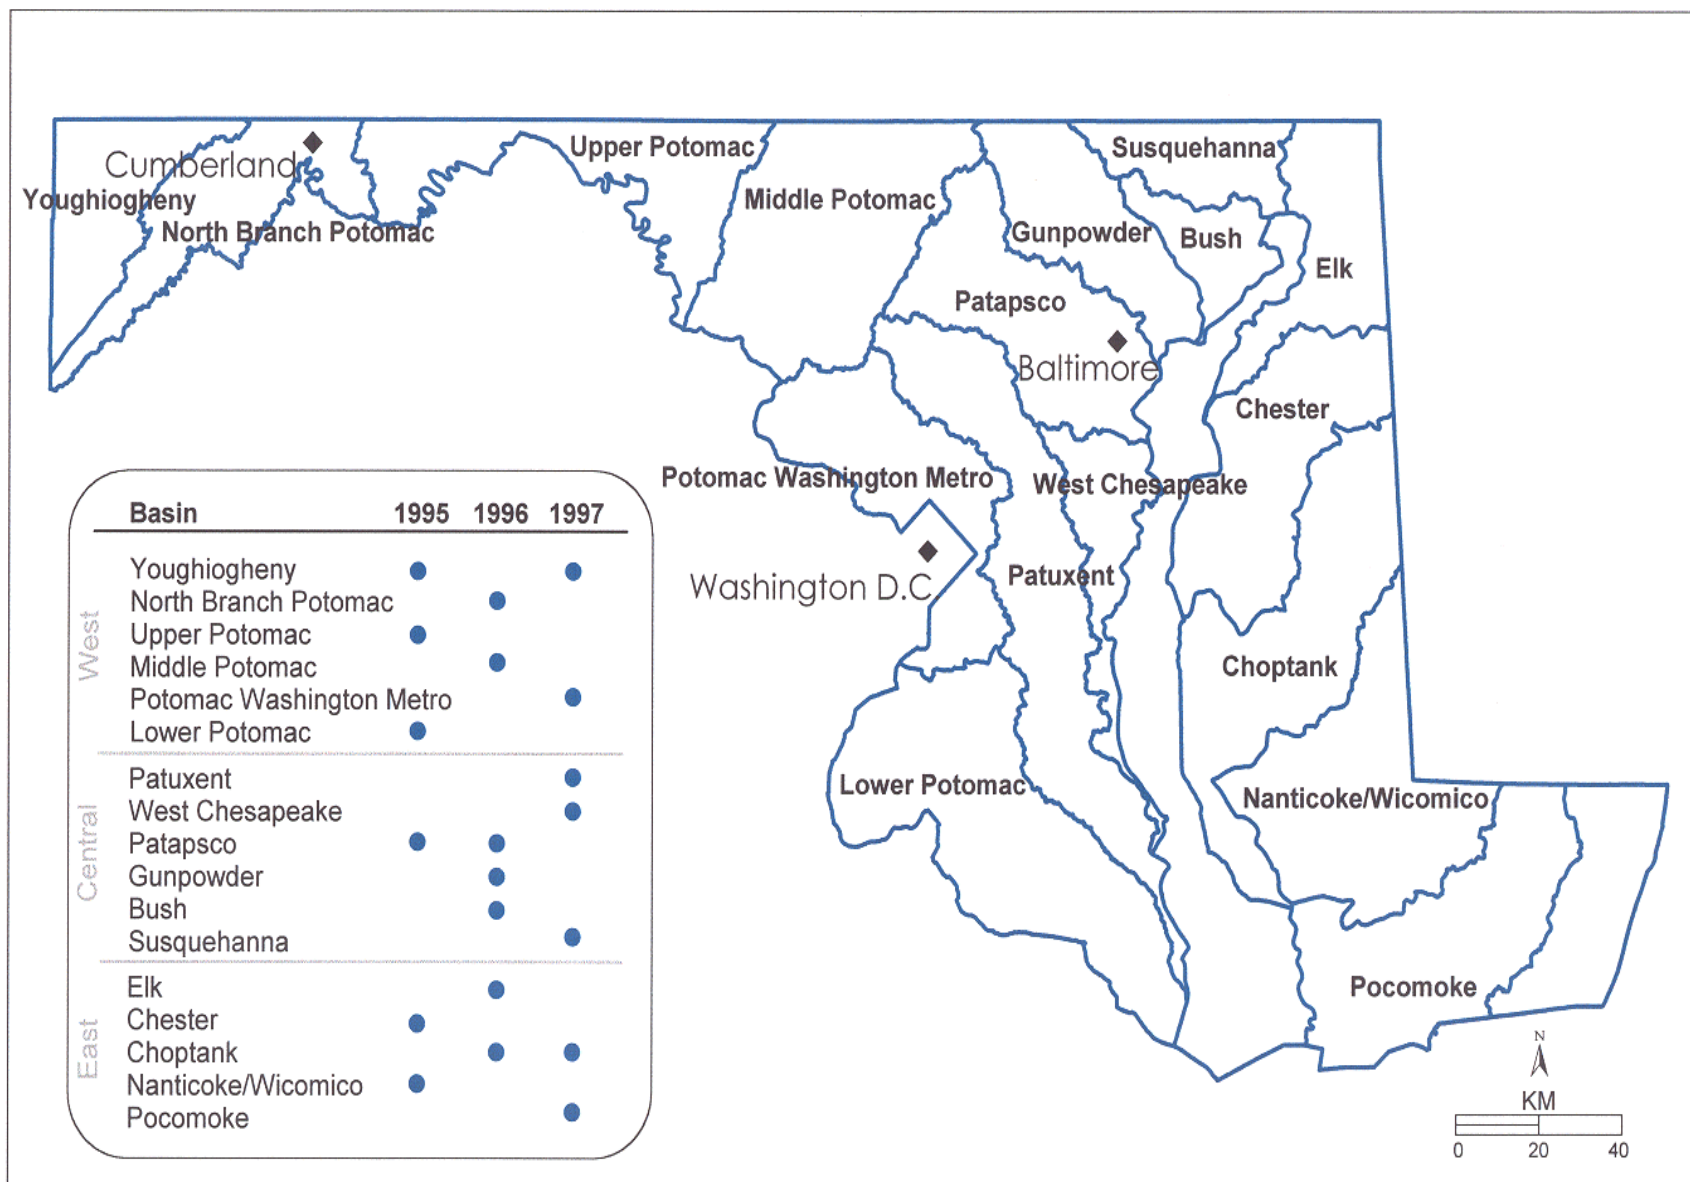 Upper Potomac
Susquehanna
Cumberland
Youghiogheny
Middle Potomac
North Branch Potomac
Gunpowder
Bush
Elk
Patapsco
Baltimore
Chester
Potomac Washington Metro
West Chesapeake
Washington D.C
Patuxent
Choptank
Lower Potomac
Nanticoke/Wicomico
Pocomoke
Basin 1995 1996 1997
West
Youghiogheny
North Branch Potomac
Upper Potomac
Middle Potomac
Potomac Washington Metro
Lower Potomac
Central
Patuxent
West Chesapeake
Patapsco
Gunpowder
Bush
Susquehanna
East
Elk
Chester
Choptank
Nanticoke/Wicomico
Pocomoke
N
KM
0 20 40